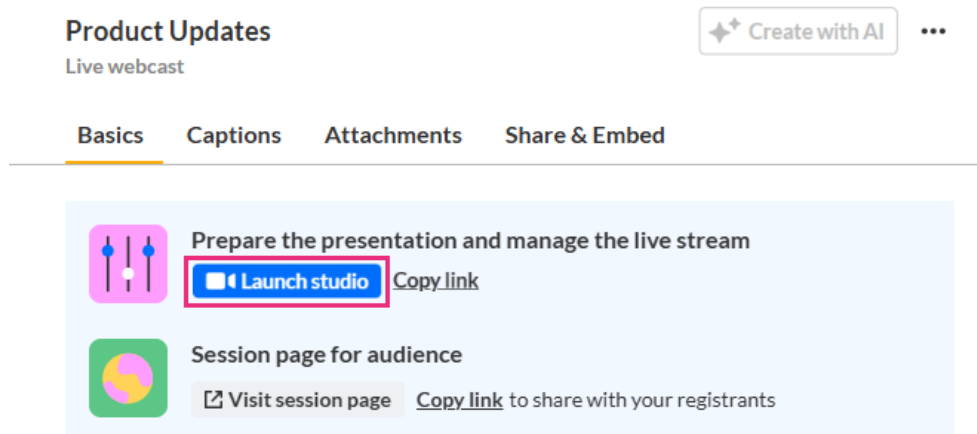 Product Updates
Create with AI
Live webcast
Basics Captions Attachments Share & Embed
Prepare the presentation and manage the live stream
Launch studio Copy link
Session page for audience
Visit session page Copy link to share with your registrants